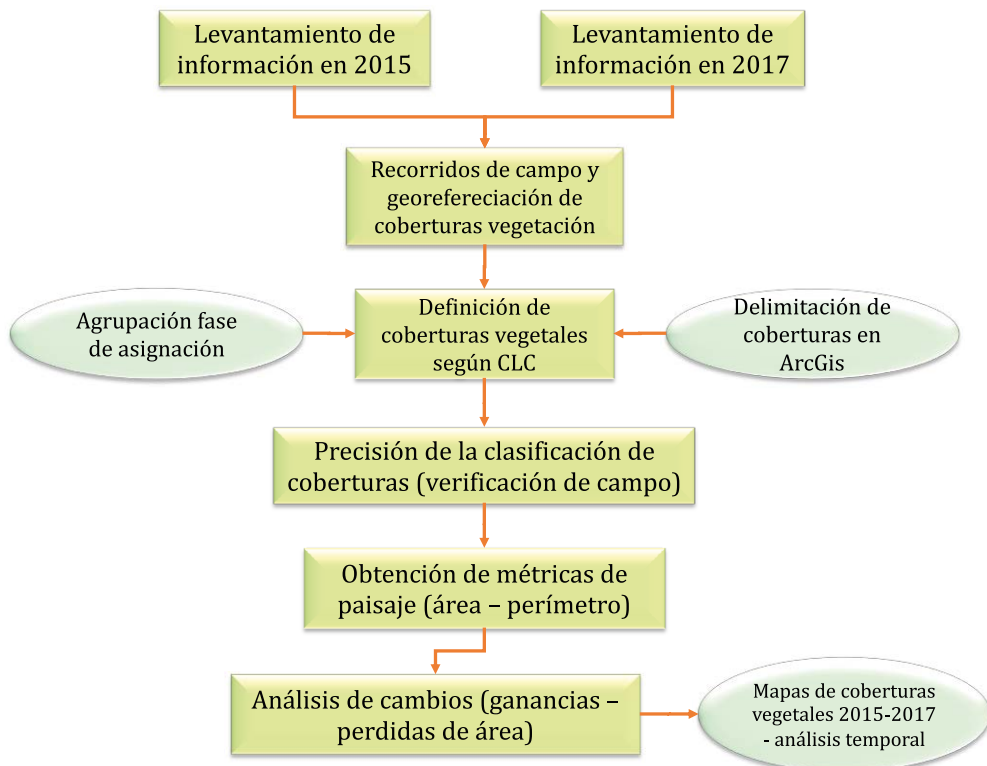 Levantamiento de
información en 2015
Levantamiento de
información en 2017
Recorridos de campo y
georefereciación de
coberturas vegetación
Agrupación fase
de asignación
Definición de
coberturas vegetales
según CLC
Delimitación de
coberturas en
ArcGis
Precisión de la clasificación de
coberturas (verificación de campo)
Obtención de métricas de
paisaje (área – perímetro)
Análisis de cambios (ganancias –
perdidas de área)
Mapas de coberturas
vegetales 2015-2017
- análisis temporal